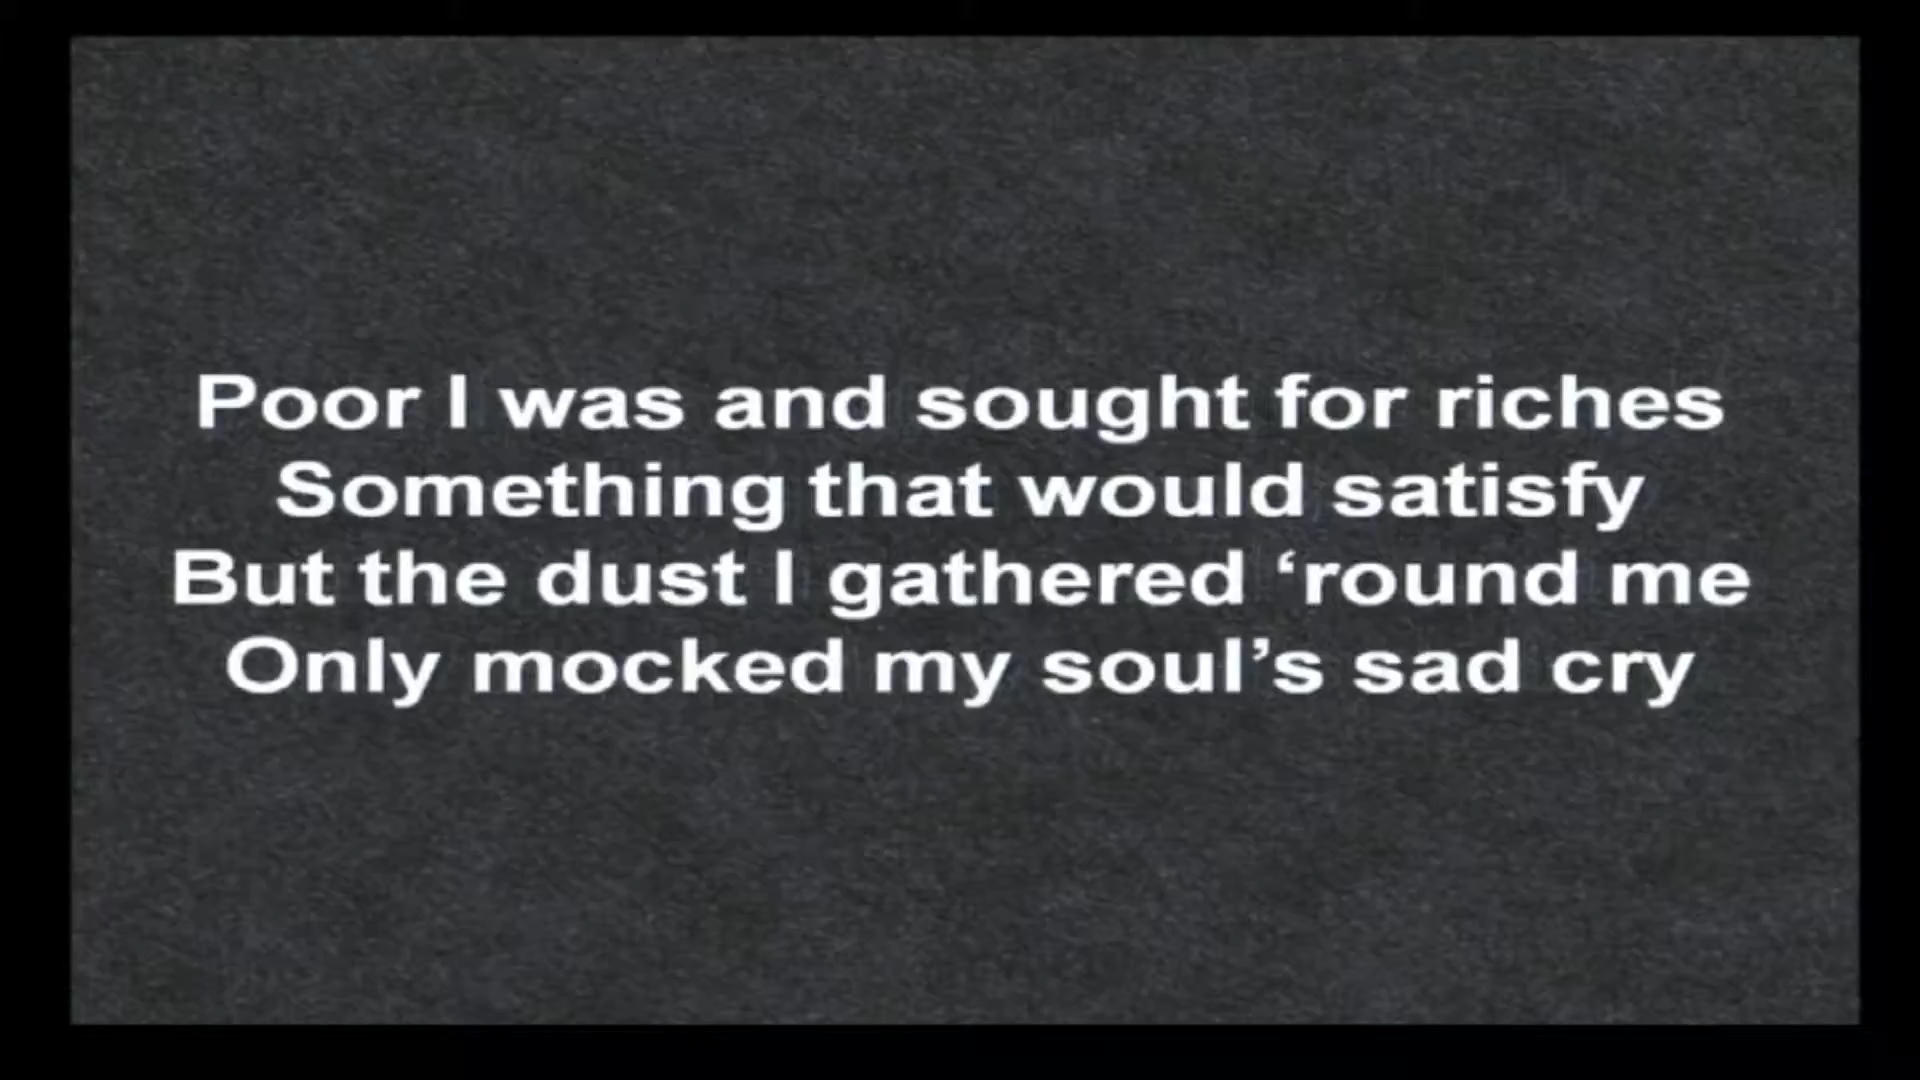 Poor I was and sought for riches
Something that would satisfy
But the dust I gathered ‘round me
Only mocked my soul’s sad cry